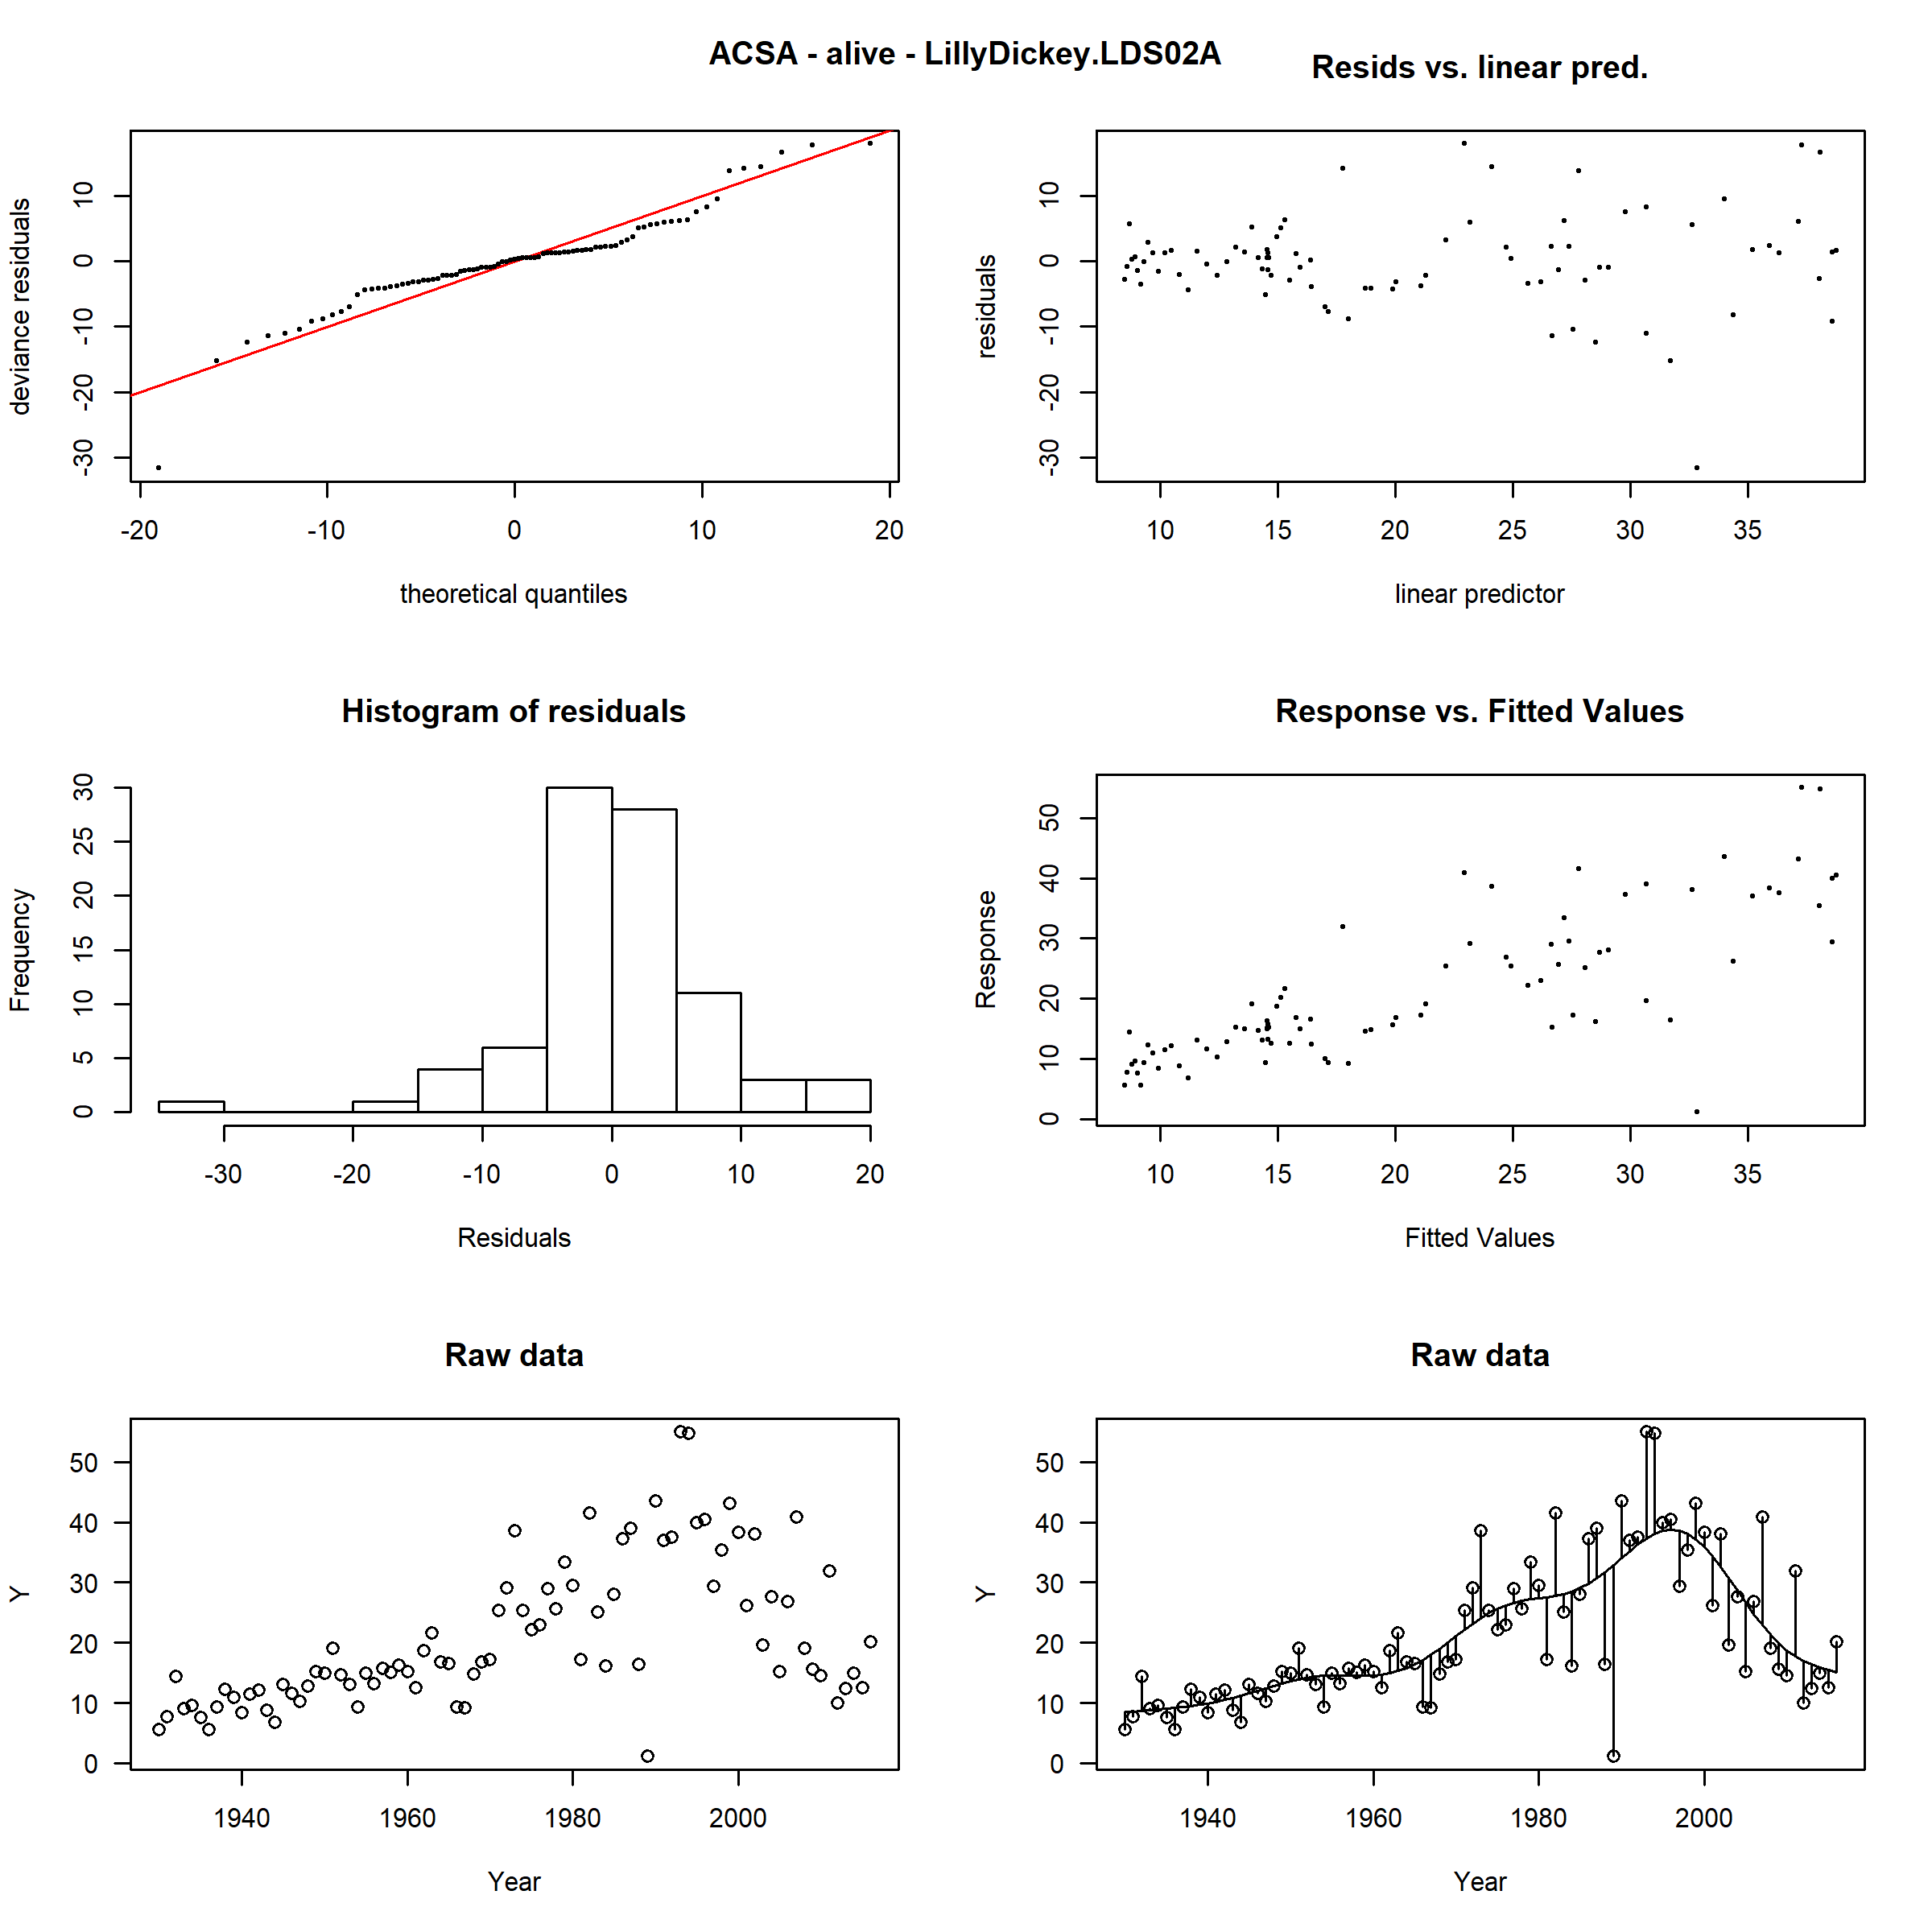 ACSA - alive - LillyDickey.LDS02A
Resids vs. linear pred.
deviance residuals
10
0
-10
-20
-30
-20 -10 0 10 20
theoretical quantiles
residuals
10
0
-10
-20
-30
10 15 20 25 30 35
linear predictor
Histogram of residuals
Frequency
30
25
20
15
10
5
0
-30 -20 -10 0 10 20
Residuals
Response vs. Fitted Values
Response
50
40
30
20
10
0
10 15 20 25 30 35
Fitted Values
Raw data
Y
50
40
30
20
10
0
1940 1960 1980 2000
Year
Raw data
Y
50
40
30
20
10
0
1940 1960 1980 2000
Year